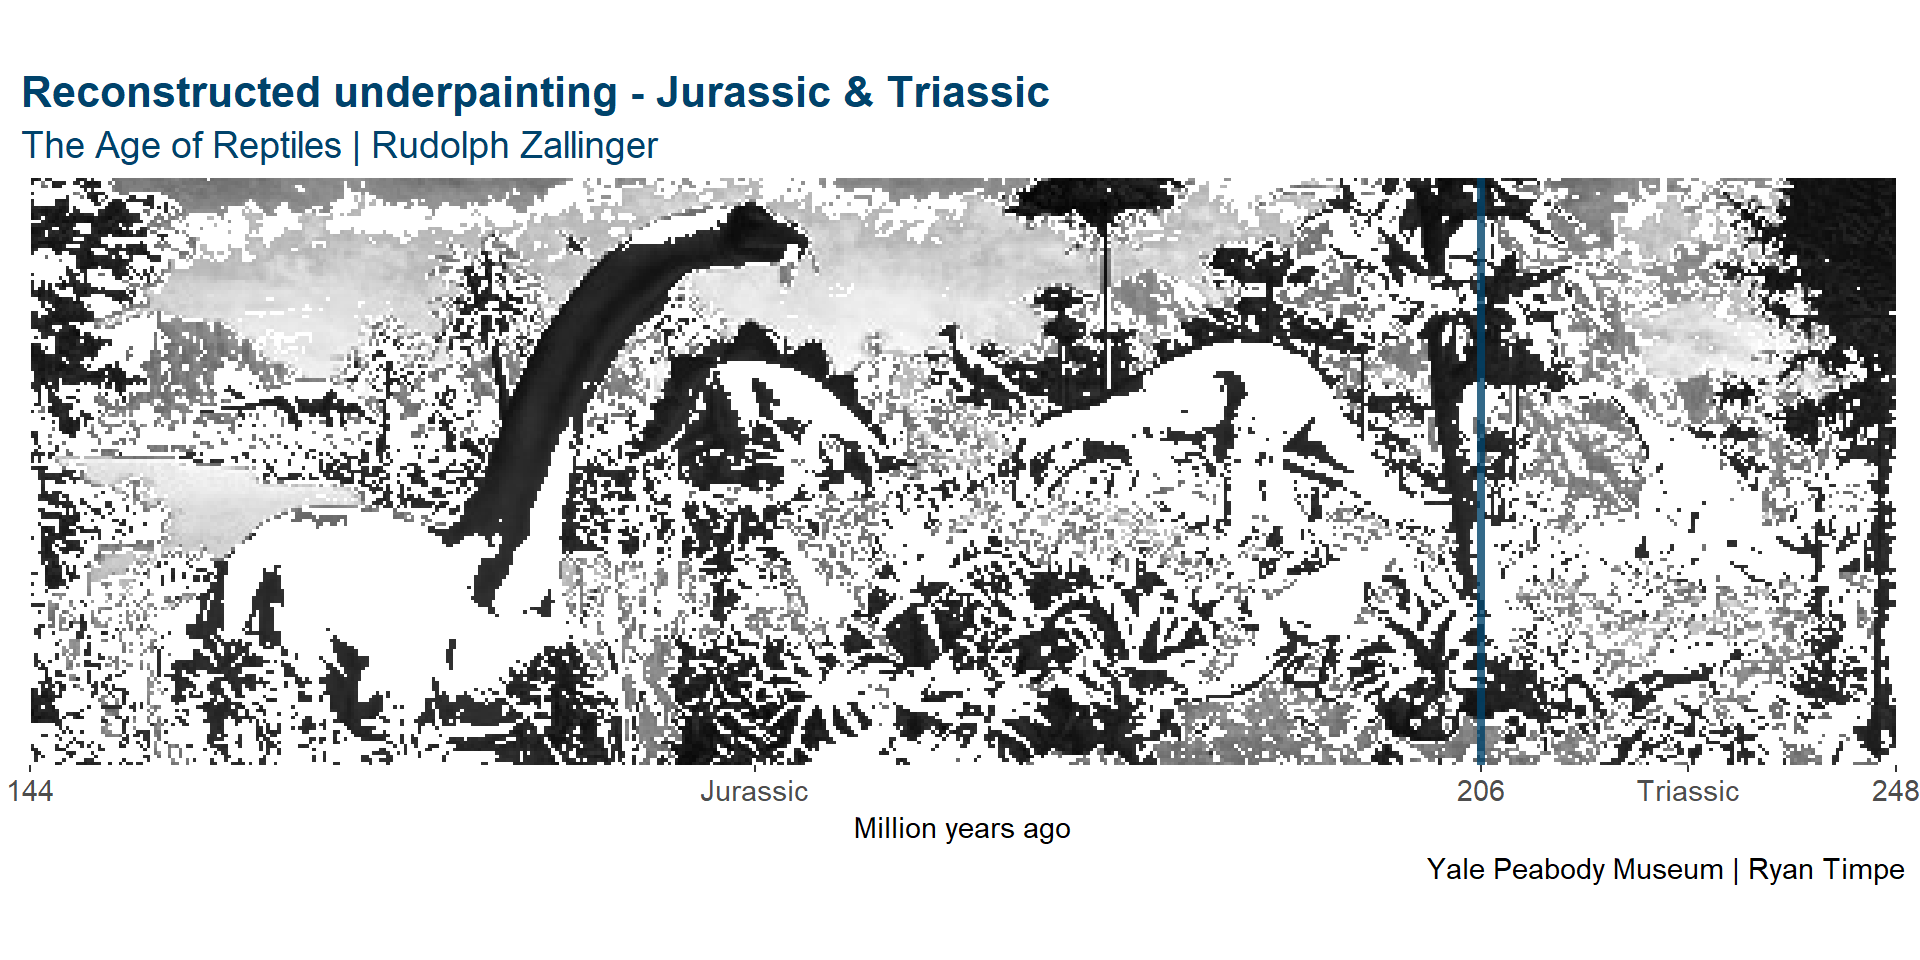 Reconstructed underpainting - Jurassic & Triassic
The Age of Reptiles | Rudolph Zallinger
144 Jurassic 206 Triassic 248
Million years ago
Yale Peabody Museum | Ryan Timpe